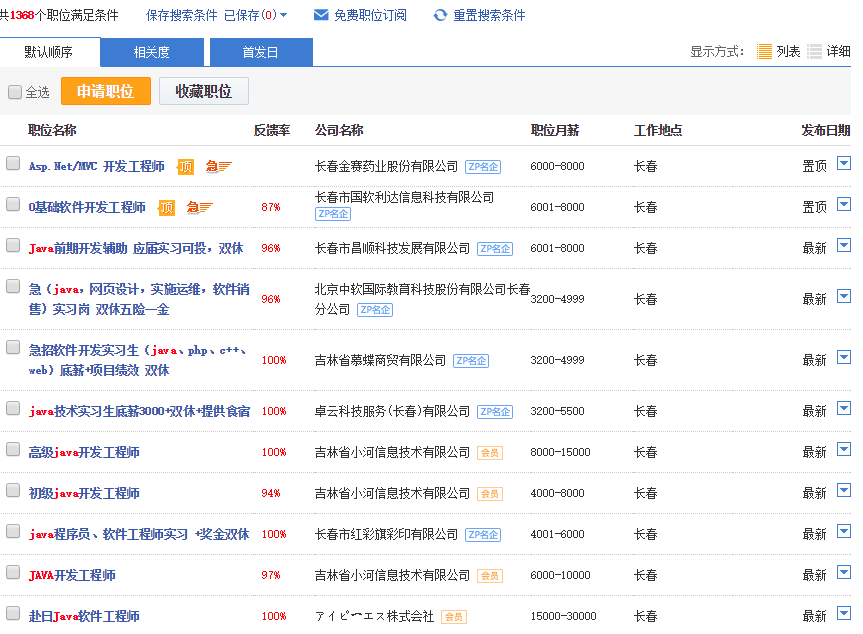 共1368个职位满足条件 保存搜索条件 已保存(0) 免费职位订阅 重置搜索条件
默认顺序 相关度 首发日 显示方式: 列表 详细
全选 申请职位 收藏职位
职位名称 反馈率 公司名称 职位月薪 工作地点 发布日期
Asp.Net/MVC 开发工程师 顶 急 长春金赛药业股份有限公司 ZP名企 6000-8000 长春 置顶
0基础软件开发工程师 顶 急 87% 长春市国软利达信息科技有限公司 6001-8000 长春 置顶
ZP名企
Java前期开发辅助 应届实习可投，双休 96% 长春市昌顺科技发展有限公司 ZP名企 6001-8000 长春 最新
急（java，网页设计，实施运维，软件销 96% 北京中软国际教育科技股份有限公司长春 3200-4999 长春 最新
售）实习岗 双休五险一金 分公司 ZP名企
急招软件开发实习生（java、php、c++、 100% 吉林省慕蝶商贸有限公司 ZP名企 3200-4999 长春 最新
web）底薪+项目绩效 双休
java技术实习生底薪3000+双休+提供食宿 100% 卓云科技服务(长春)有限公司 ZP名企 3200-5500 长春 最新
高级java开发工程师 100% 吉林省小河信息技术有限公司 会员 8000-15000 长春 最新
初级java开发工程师 94% 吉林省小河信息技术有限公司 会员 4000-8000 长春 最新
java程序员、软件工程师实习 +奖金双休 100% 长春市红彩旗彩印有限公司 ZP名企 4001-6000 长春 最新
JAVA开发工程师 97% 吉林省小河信息技术有限公司 会员 6000-10000 长春 最新
赴日Java软件工程师 100% アイピーエス株式会社 会员 15000-30000 长春 最新